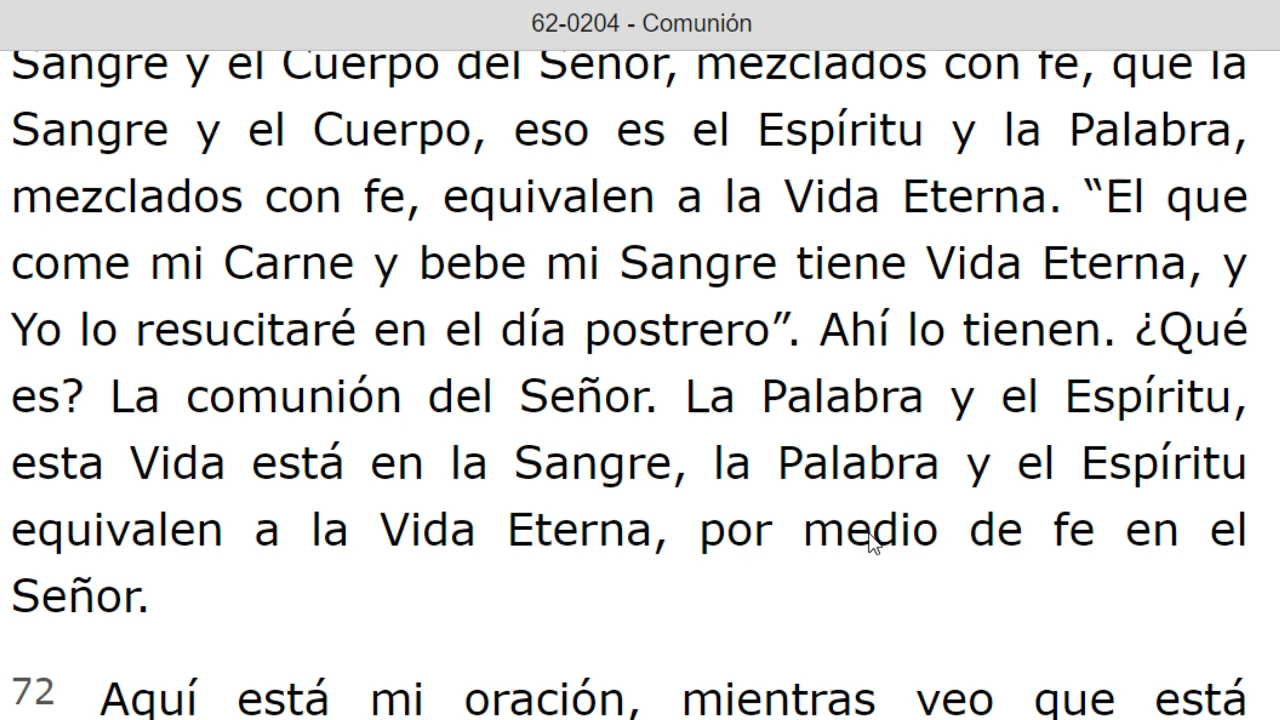 62-0204 - Comunión
Sangre y el Cuerpo del Señor, mezclados con fe, que la
Sangre y el Cuerpo, eso es el Espíritu y la Palabra,
mezclados con fe, equivalen a la Vida Eterna. “El que
come mi Carne y bebe mi Sangre tiene Vida Eterna, y
Yo lo resucitaré en el día postrero”. Ahí lo tienen. ¿Qué
es? La comunión del Señor. La Palabra y el Espíritu,
esta Vida está en la Sangre, la Palabra y el Espíritu
equivalen a la Vida Eterna, por medio de fe en el
Señor.
72 Aquí está mi oración, mientras veo que está